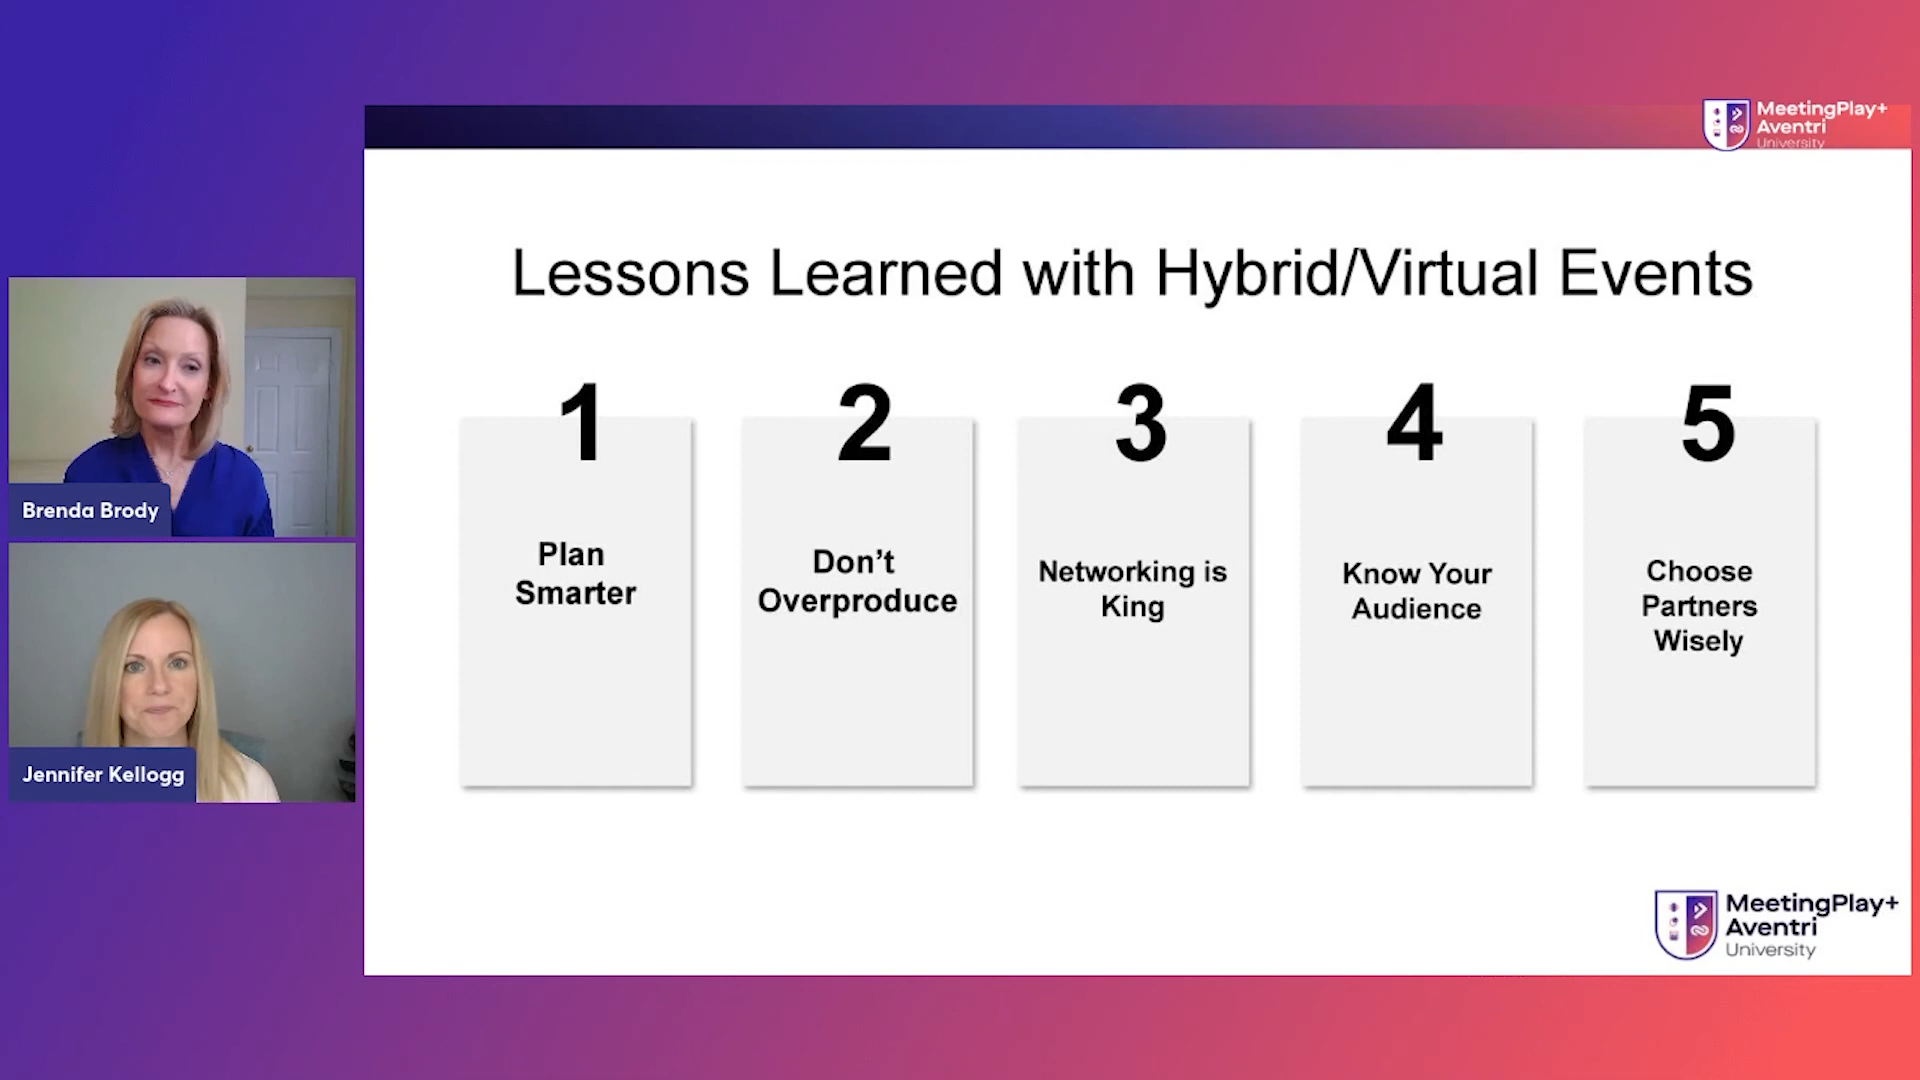 MeetingPlay+
Aventri
University
Lessons Learned with Hybrid/Virtual Events
1
Plan
Smarter
2
Don’t
Overproduce
3
Networking is
King
4
Know Your
Audience
5
Choose
Partners
Wisely
Brenda Brody
Jennifer Kellogg
MeetingPlay+
Aventri
University